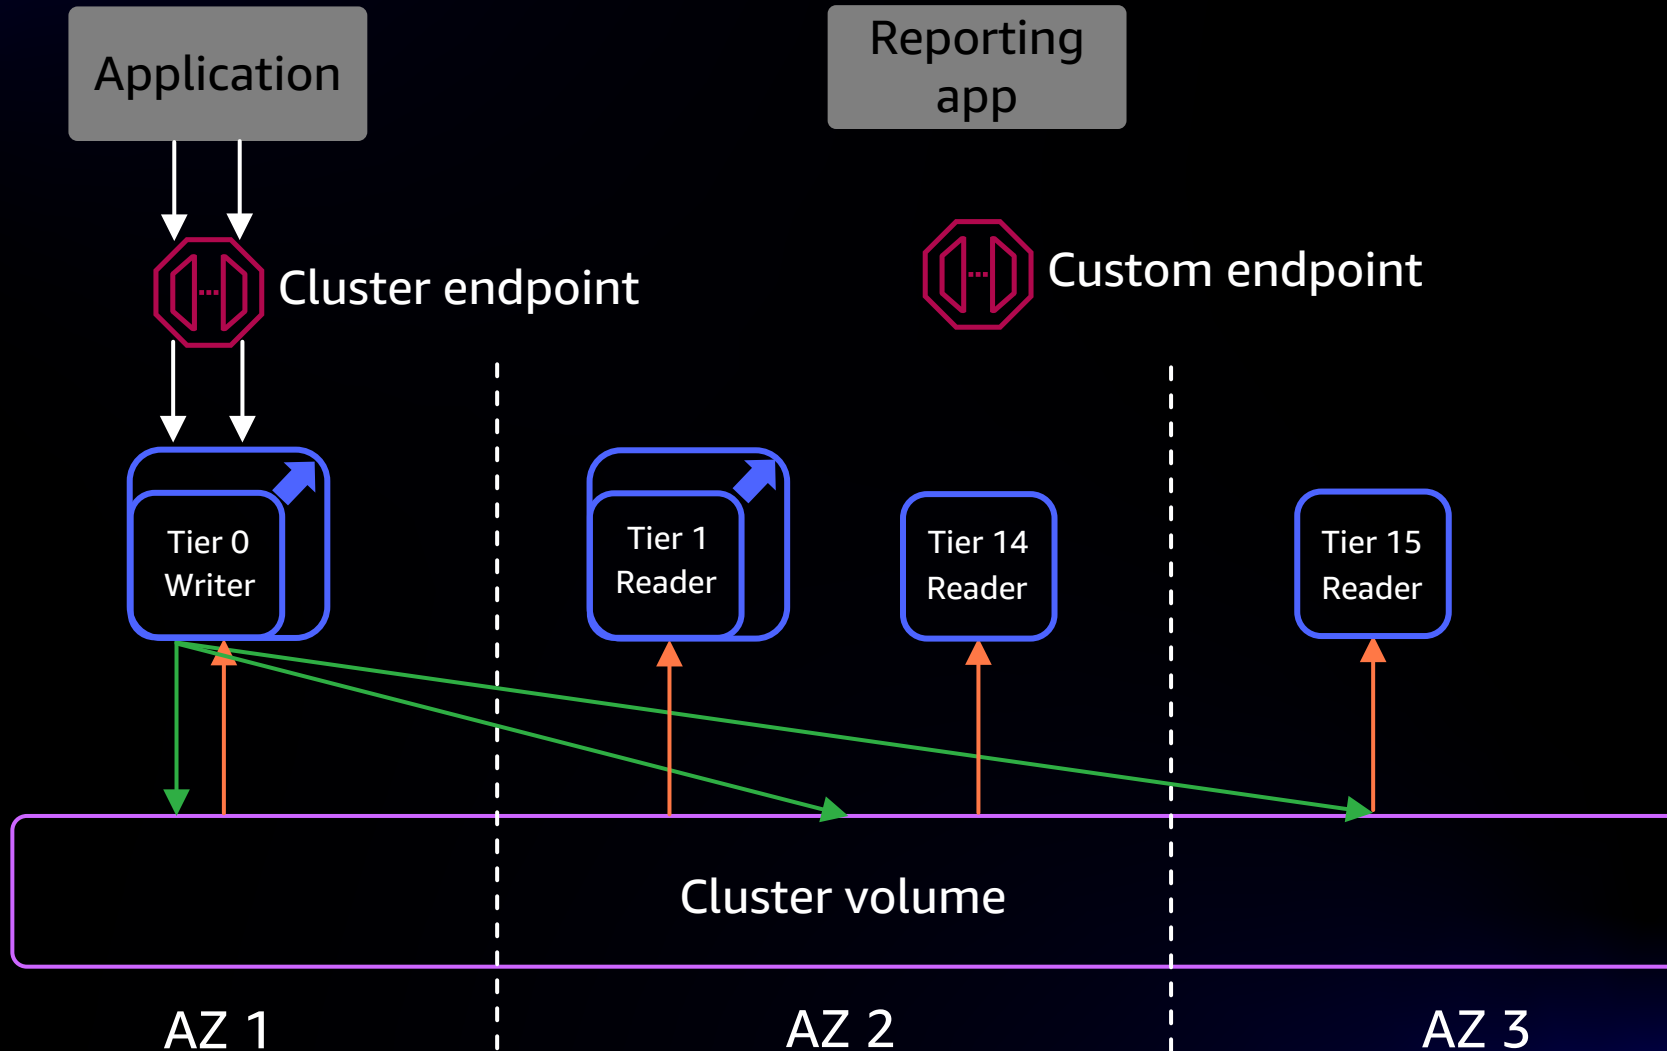 Application
Reporting
app
Cluster endpoint
Custom endpoint
Tier 0
Writer
Tier 1
Reader
Tier 14
Reader
Tier 15
Reader
Cluster volume
AZ 1
AZ 2
AZ 3